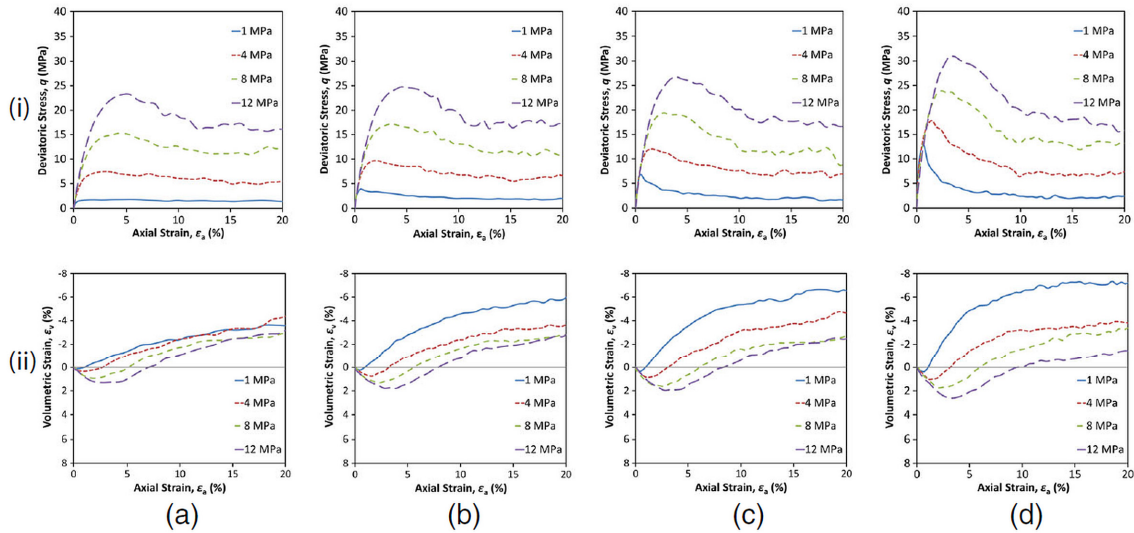 (i)
Deviatoric Stress, q (MPa)
40
35
30
25
20
15
10
5
0
0 5 10 15 20
Axial Strain, εa (%)
1 MPa
4 MPa
8 MPa
12 MPa
Deviatoric Stress, q (MPa)
40
35
30
25
20
15
10
5
0
0 5 10 15 20
Axial Strain, εa (%)
1 MPa
4 MPa
8 MPa
12 MPa
Deviatoric Stress, q (MPa)
40
35
30
25
20
15
10
5
0
0 5 10 15 20
Axial Strain, εa (%)
1 MPa
4 MPa
8 MPa
12 MPa
Deviatoric Stress, q (MPa)
40
35
30
25
20
15
10
5
0
0 5 10 15 20
Axial Strain, εa (%)
1 MPa
4 MPa
8 MPa
12 MPa
(ii)
Volumetric Strain, εv (%)
-8
-6
-4
-2
0
2
4
6
8
0 5 10 15 20
Axial Strain, εa (%)
1 MPa
4 MPa
8 MPa
12 MPa
(a)
Volumetric Strain, εv (%)
-8
-6
-4
-2
0
2
4
6
8
0 5 10 15 20
Axial Strain, εa (%)
1 MPa
4 MPa
8 MPa
12 MPa
(b)
Volumetric Strain, εv (%)
-8
-6
-4
-2
0
2
4
6
8
0 5 10 15 20
Axial Strain, εa (%)
1 MPa
4 MPa
8 MPa
12 MPa
(c)
Volumetric Strain, εv (%)
-8
-6
-4
-2
0
2
4
6
8
0 5 10 15 20
Axial Strain, εa (%)
1 MPa
4 MPa
8 MPa
12 MPa
(d)